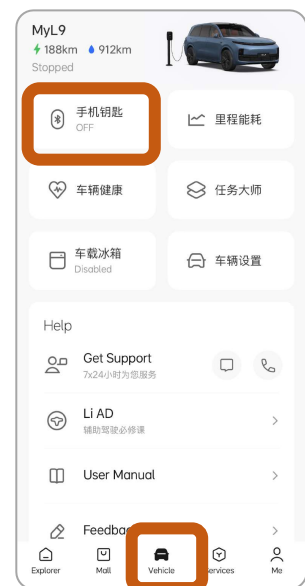 MyL9
188km 912km
Stopped
手机钥匙
OFF
里程能耗
车辆健康
任务大师
车载冰箱
Disabled
车辆设置
Help
Get Support
7x24小时为您服务
Li AD
辅助驾驶必修课
User Manual
Feedbac
Explorer Mall Vehicle ervices Me